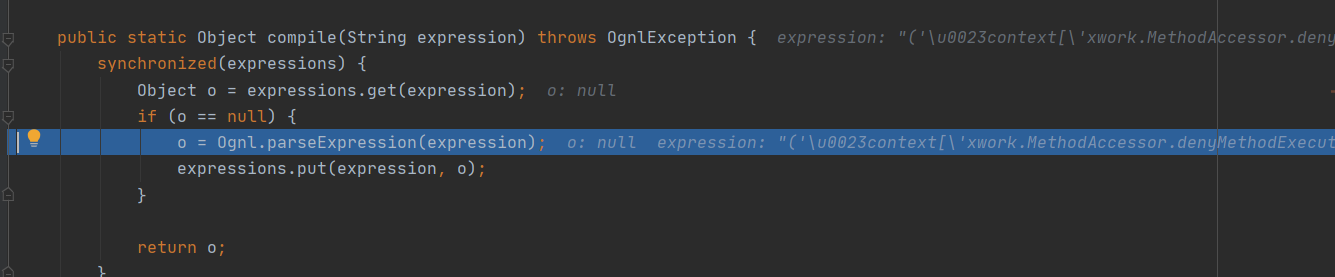 public static Object compile(String expression) throws OgnlException {  expression: "('\u0023context[\'xwork.MethodAccessor.deny
synchronized(expressions) {
Object o = expressions.get(expression);  o: null
if (o == null) {
o = Ognl.parseExpression(expression);  o: null  expression: "('\u0023context[\'xwork.MethodAccessor.denyMethodExecut
expressions.put(expression, o);
}
return o;
}